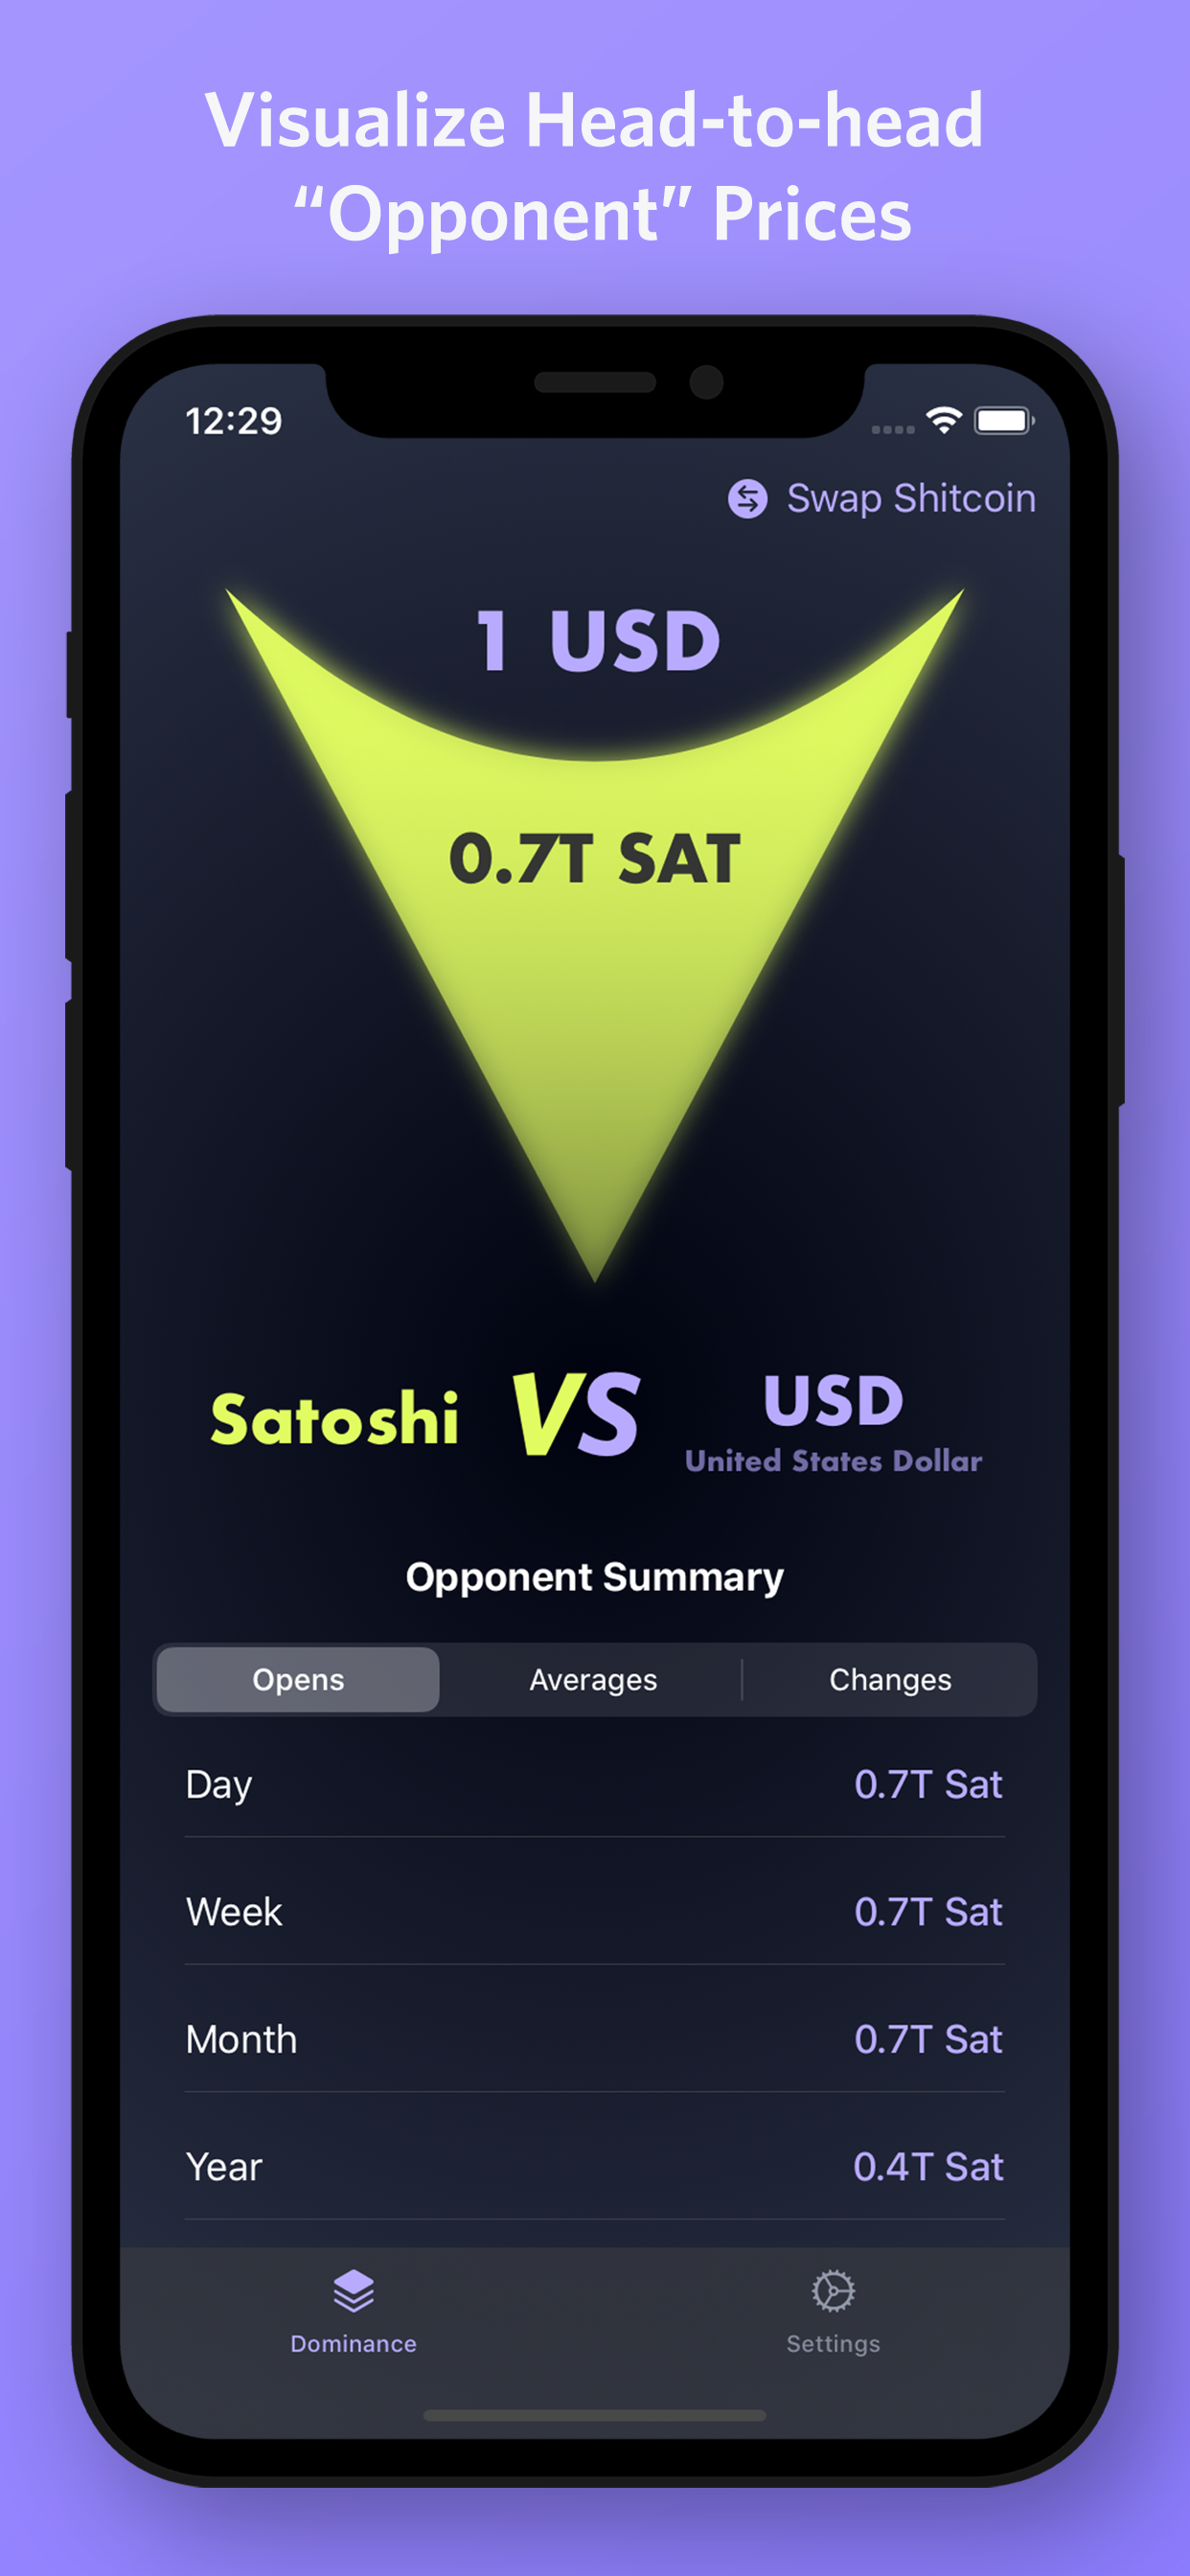 Visualize Head-to-head
“Opponent” Prices
12:29
Swap Shitcoin
1 USD
0.7T SAT
Satoshi VS USD
United States Dollar
Opponent Summary
Opens Averages Changes
Day 0.7T Sat
Week 0.7T Sat
Month 0.7T Sat
Year 0.4T Sat
Dominance Settings